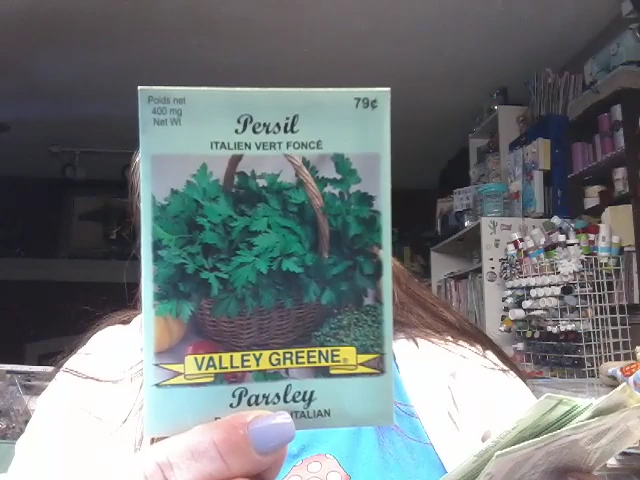 Poids net
400 mg
Net Wt
79¢
Persil
ITALIEN VERT FONCÉ
VALLEY GREENE®
Parsley
ITALIAN